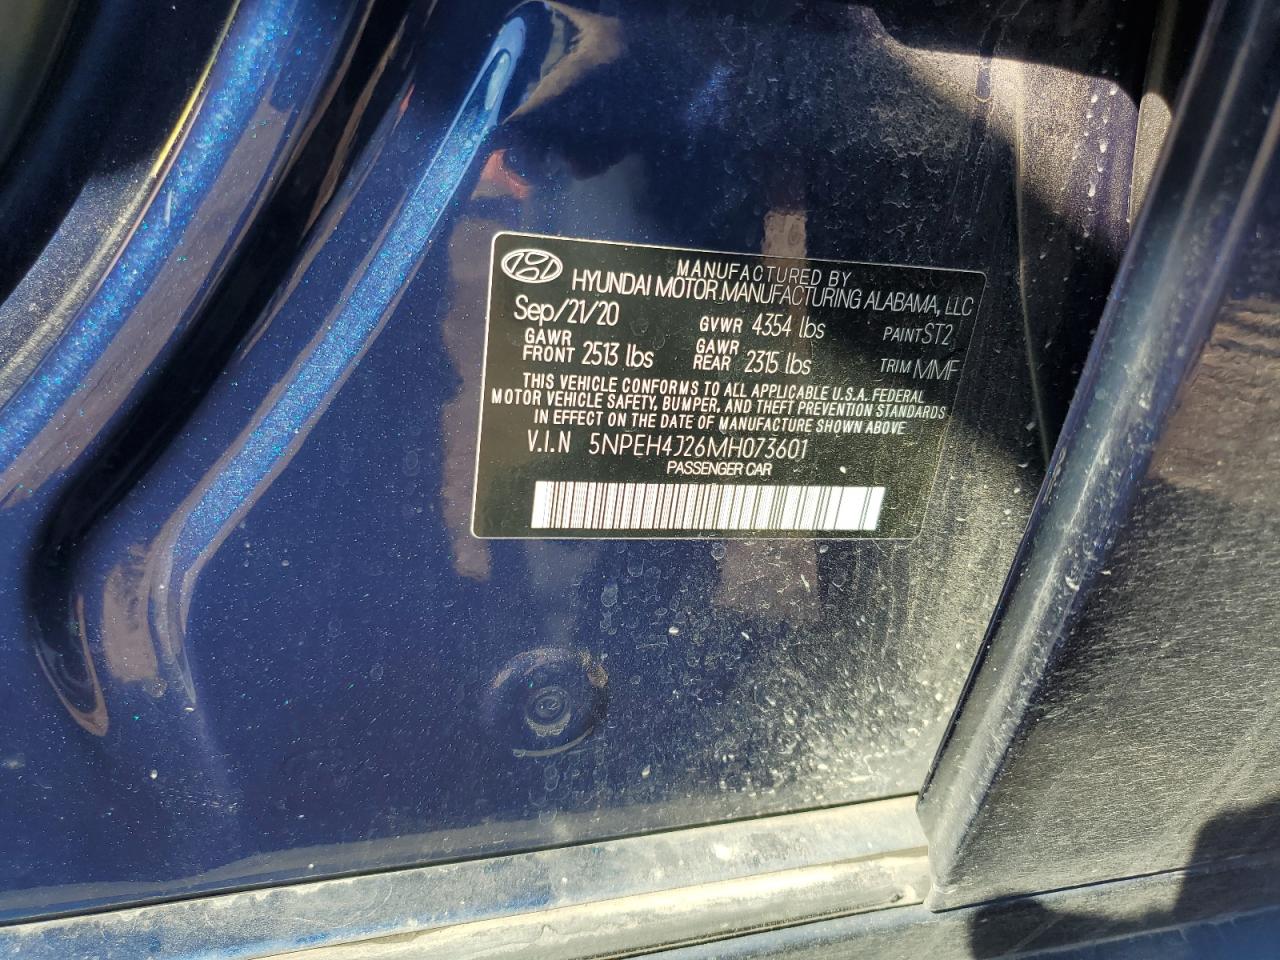 MANUFACTURED BY
HYUNDAI MOTOR MANUFACTURING ALABAMA, LLC
Sep/21/20 GVWR 4354 lbs PAINT ST2
GAWR FRONT 2513 lbs GAWR REAR 2315 lbs TRIM MMF
THIS VEHICLE CONFORMS TO ALL APPLICABLE U.S.A. FEDERAL
MOTOR VEHICLE SAFETY, BUMPER, AND THEFT PREVENTION STANDARDS
IN EFFECT ON THE DATE OF MANUFACTURE SHOWN ABOVE
V.I.N 5NPEH4J26MH073601
PASSENGER CAR